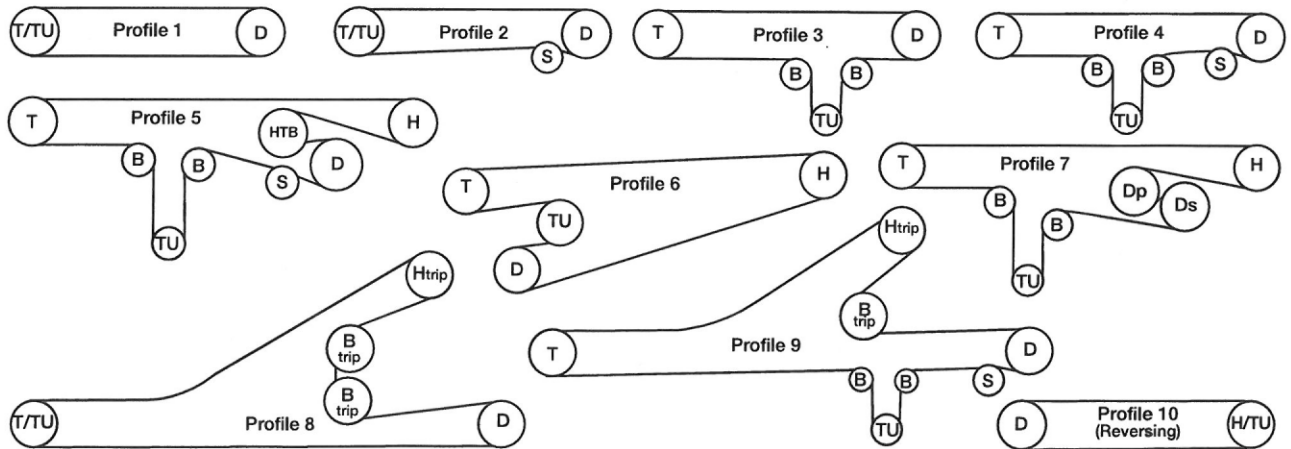 T/TU
Profile 1
D
T/TU
Profile 2
S
D
T
Profile 3
D
B
B
TU
T
Profile 4
D
B
B
S
TU
T
Profile 5
HTB
H
B
B
S
D
TU
T
Profile 6
H
TU
D
T
Profile 7
H
B
B
Dp
Ds
TU
Htrip
B
trip
B
trip
T/TU
Profile 8
D
Htrip
B
trip
T
Profile 9
D
B
B
S
TU
D
Profile 10
(Reversing)
H/TU